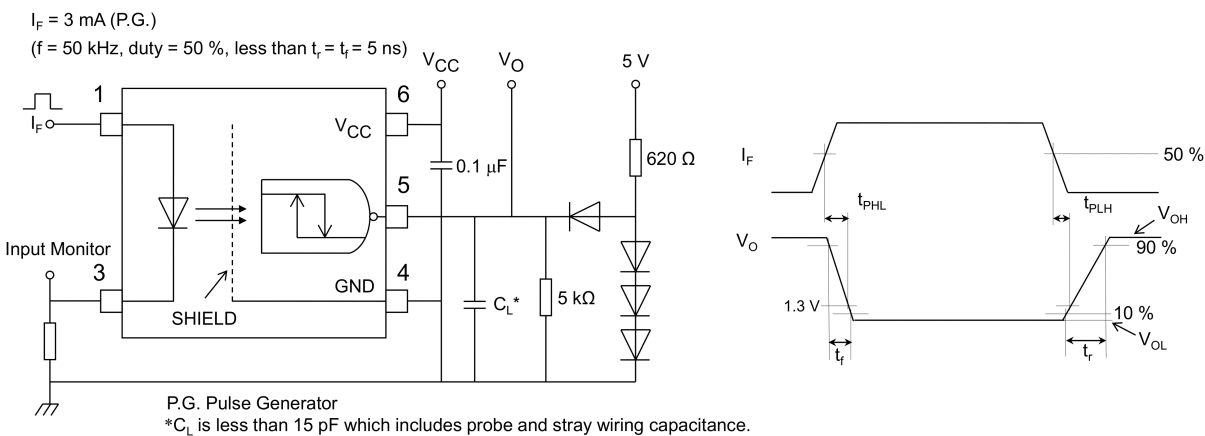 I_F = 3 mA (P.G.)
(f = 50 kHz, duty = 50 %, less than t_r = t_f = 5 ns)
V_CC
V_O
5 V
1
6
I_F
V_CC
0.1 μF
620 Ω
5
Input Monitor
3
GND
4
SHIELD
C_L*
5 kΩ
P.G. Pulse Generator
*C_L is less than 15 pF which includes probe and stray wiring capacitance.
I_F
50 %
t_PHL
t_PLH
V_OH
V_O
90 %
1.3 V
10 %
V_OL
t_f
t_r